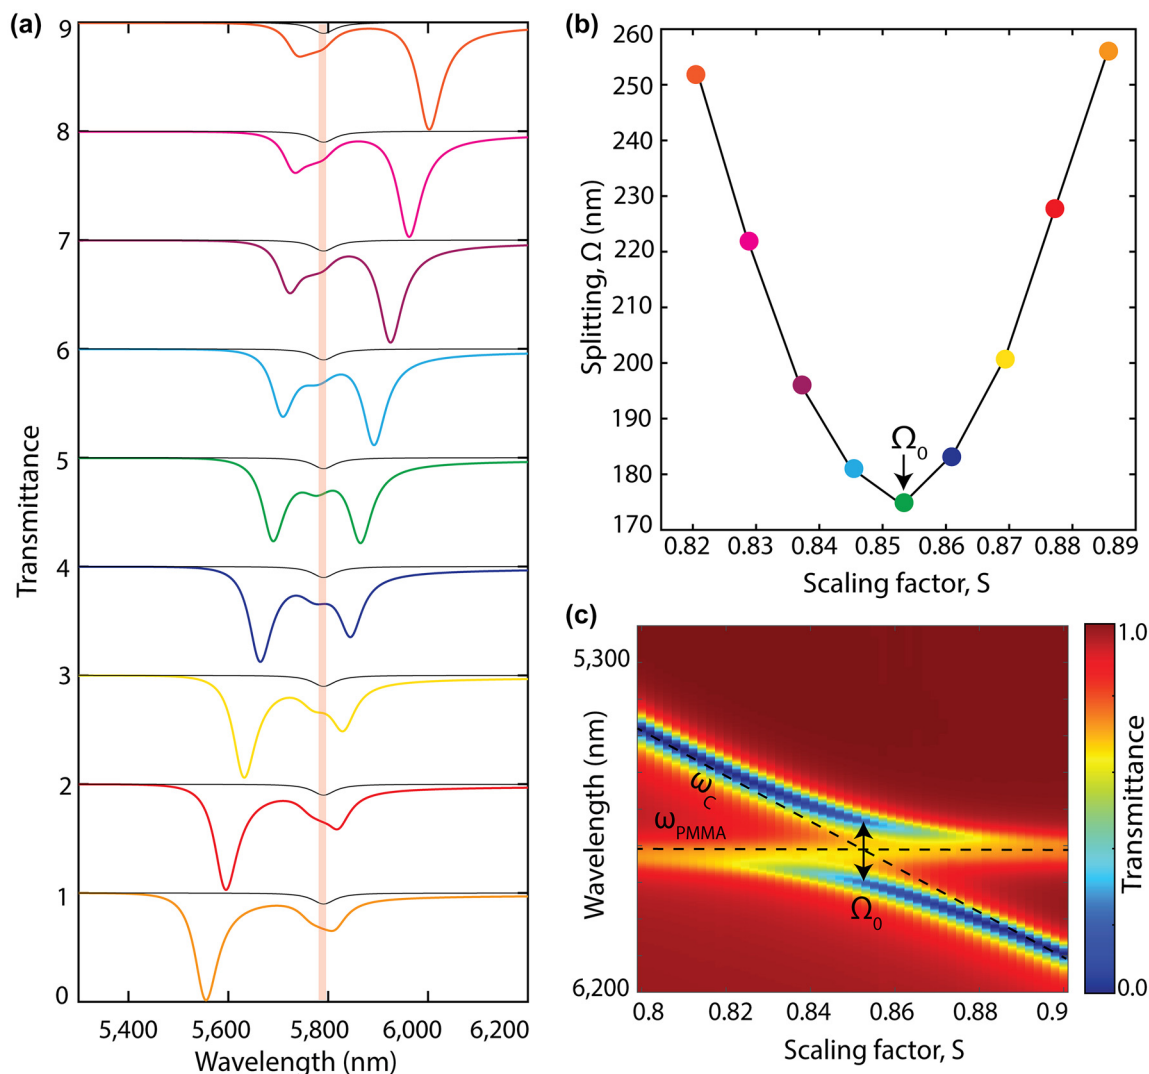 (a)
9
8
7
6
5
4
3
2
1
0
Transmittance
5,400 5,600 5,800 6,000 6,200
Wavelength (nm)
(b)
260
250
240
230
220
210
200
190
180
170
Splitting, Ω (nm)
Ω0
0.82 0.83 0.84 0.85 0.86 0.87 0.88 0.89
Scaling factor, S
(c)
5,300
6,200
Wavelength (nm)
ωC
ωPMMA
Ω0
0.8 0.82 0.84 0.86 0.88 0.9
Scaling factor, S
1.0
0.0
Transmittance